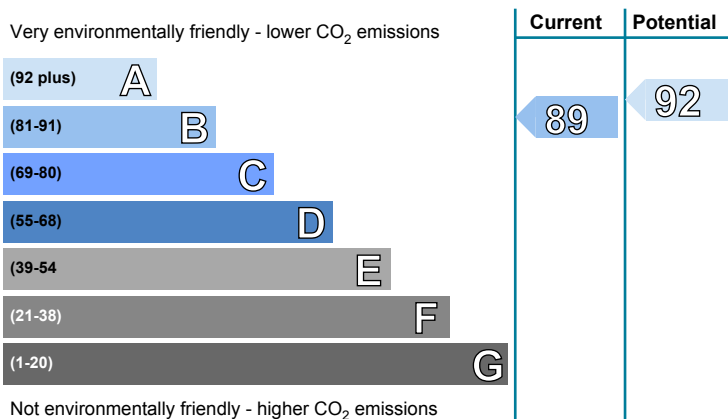 Very environmentally friendly - lower CO₂ emissions
Current
Potential
(92 plus) A
(81-91) B
(69-80) C
(55-68) D
(39-54 E
(21-38) F
(1-20) G
89
92
Not environmentally friendly - higher CO₂ emissions